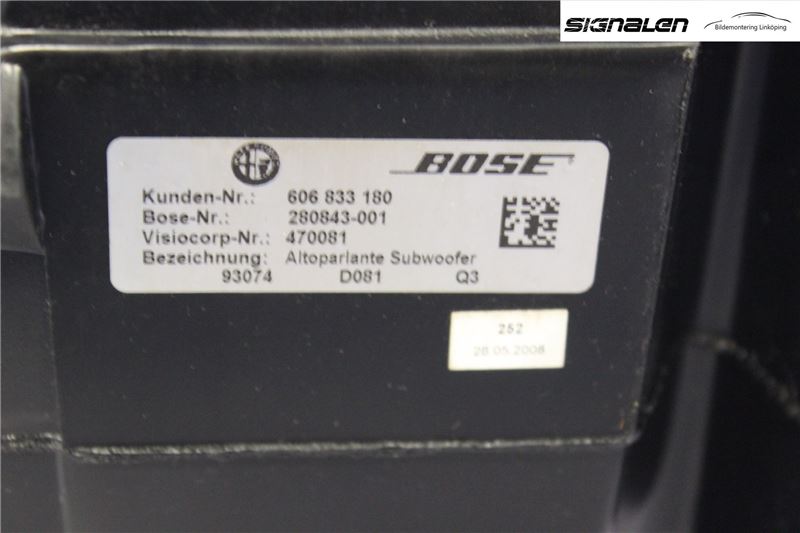 SIGNALEN
Bildemontering Linköping
BOSE
Kunden-Nr.: 606 833 180
Bose-Nr.: 280843-001
Visiocorp-Nr.: 470081
Bezeichnung: Altoparlante Subwoofer
93074 D081 Q3
252
26.05.2008